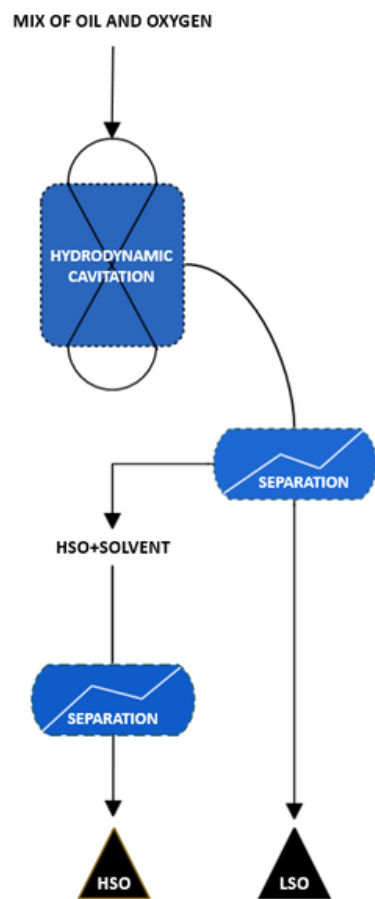 MIX OF OIL AND OXYGEN
HYDRODYNAMIC
CAVITATION
SEPARATION
HSO+SOLVENT
SEPARATION
HSO
LSO